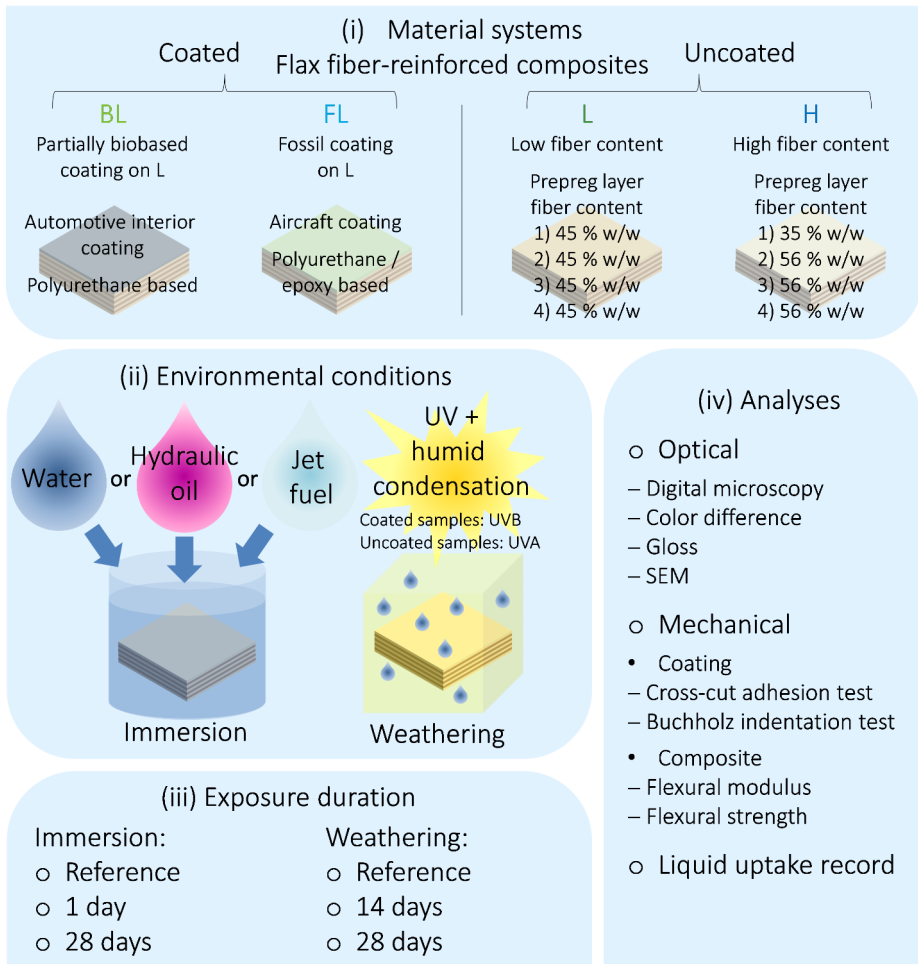 (i) Material systems
Coated
Flax fiber-reinforced composites
Uncoated
BL
Partially biobased
coating on L
Automotive interior
coating
Polyurethane based
FL
Fossil coating
on L
Aircraft coating
Polyurethane /
epoxy based
L
Low fiber content
Prepreg layer
fiber content
1) 45 % w/w
2) 45 % w/w
3) 45 % w/w
4) 45 % w/w
H
High fiber content
Prepreg layer
fiber content
1) 35 % w/w
2) 56 % w/w
3) 56 % w/w
4) 56 % w/w
(ii) Environmental conditions
Water
or
Hydraulic
oil
or
Jet
fuel
UV +
humid
condensation
Coated samples: UVB
Uncoated samples: UVA
Immersion
Weathering
(iii) Exposure duration
Immersion:
o Reference
o 1 day
o 28 days
Weathering:
o Reference
o 14 days
o 28 days
(iv) Analyses
o Optical
– Digital microscopy
– Color difference
– Gloss
– SEM
o Mechanical
• Coating
– Cross-cut adhesion test
– Buchholz indentation test
• Composite
– Flexural modulus
– Flexural strength
o Liquid uptake record